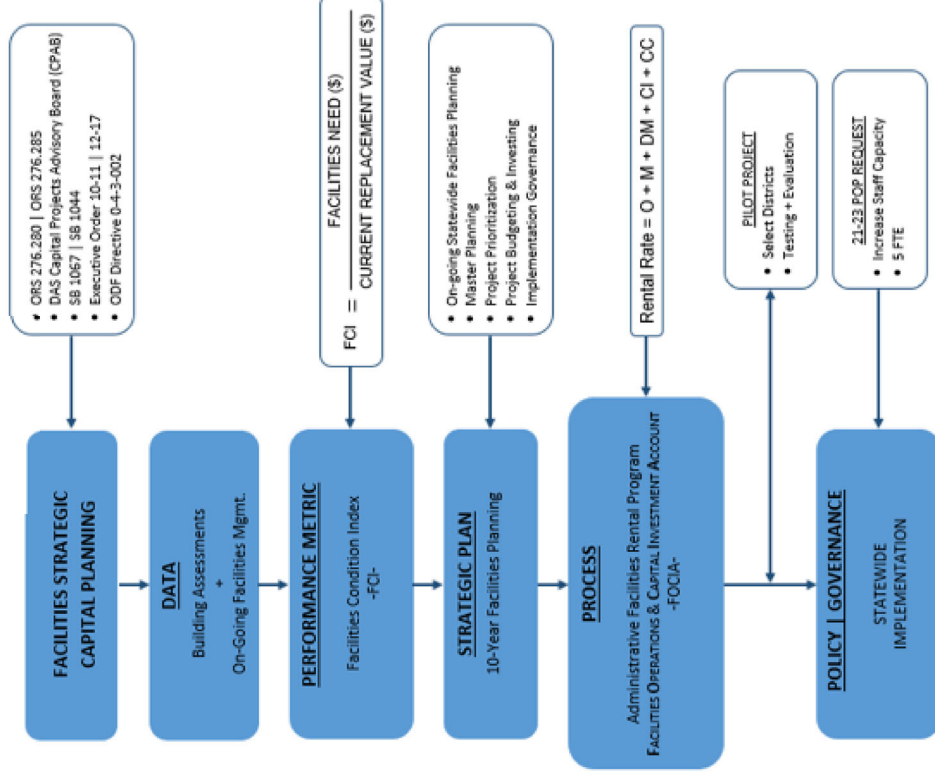 FACILITIES STRATEGIC
CAPITAL PLANNING
ORS 276.280 | ORS 276.285
DAS Capital Projects Advisory Board (CPAB)
SB 1067 | SB 1044
Executive Order 10-11 | 12-17
ODF Directive 0-4-3-002
DATA
Building Assessments
+
On-Going Facilities Mgmt.
PERFORMANCE METRIC
Facilities Condition Index
-FCI-
FCI = FACILITIES NEED ($)
CURRENT REPLACEMENT VALUE ($)
STRATEGIC PLAN
10-Year Facilities Planning
On-going Statewide Facilities Planning
Master Planning
Project Prioritization
Project Budgeting & Investing
Implementation Governance
PROCESS
Administrative Facilities Rental Program
FACILITIES OPERATIONS & CAPITAL INVESTMENT ACCOUNT
-FOCIA-
Rental Rate = O + M + DM + CI + CC
PILOT PROJECT
Select Districts
Testing + Evaluation
POLICY | GOVERNANCE
STATEWIDE
IMPLEMENTATION
21-23 POP REQUEST
Increase Staff Capacity
5 FTE